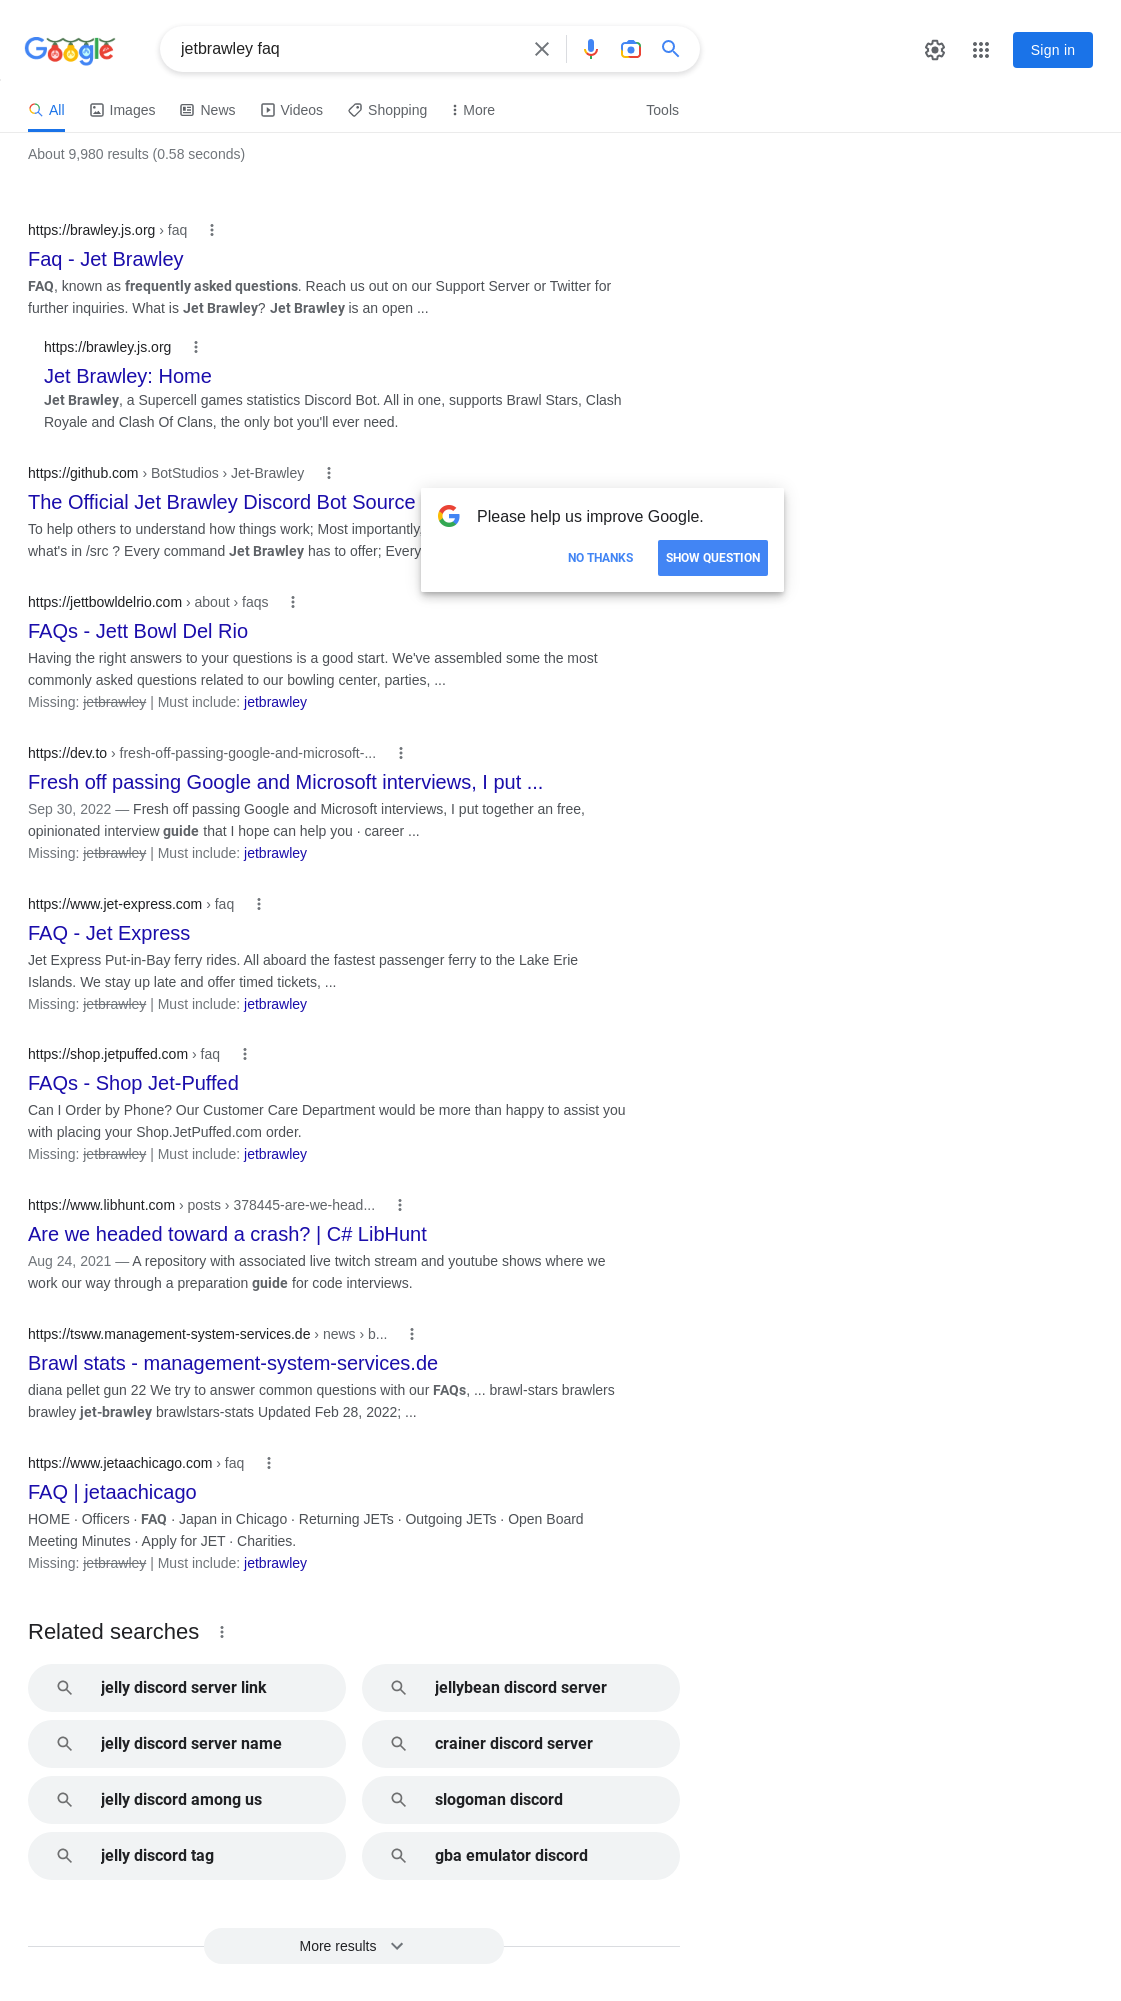 Google
jetbrawley faq
Sign in
All
Images
News
Videos
Shopping
More
Tools
About 9,980 results (0.58 seconds)
https://brawley.js.org › faq
Faq - Jet Brawley
FAQ, known as frequently asked questions. Reach us out on our Support Server or Twitter for
further inquiries. What is Jet Brawley? Jet Brawley is an open ...
https://brawley.js.org
Jet Brawley: Home
Jet Brawley, a Supercell games statistics Discord Bot. All in one, supports Brawl Stars, Clash
Royale and Clash Of Clans, the only bot you'll ever need.
https://github.com › BotStudios › Jet-Brawley
The Official Jet Brawley Discord Bot Source
To help others to understand how things work; Most importantly,
what's in /src ? Every command Jet Brawley has to offer; Every
Please help us improve Google.
NO THANKS
SHOW QUESTION
https://jettbowldelrio.com › about › faqs
FAQs - Jett Bowl Del Rio
Having the right answers to your questions is a good start. We've assembled some the most
commonly asked questions related to our bowling center, parties, ...
Missing: jetbrawley | Must include: jetbrawley
https://dev.to › fresh-off-passing-google-and-microsoft-...
Fresh off passing Google and Microsoft interviews, I put ...
Sep 30, 2022 — Fresh off passing Google and Microsoft interviews, I put together an free,
opinionated interview guide that I hope can help you · career ...
Missing: jetbrawley | Must include: jetbrawley
https://www.jet-express.com › faq
FAQ - Jet Express
Jet Express Put-in-Bay ferry rides. All aboard the fastest passenger ferry to the Lake Erie
Islands. We stay up late and offer timed tickets, ...
Missing: jetbrawley | Must include: jetbrawley
https://shop.jetpuffed.com › faq
FAQs - Shop Jet-Puffed
Can I Order by Phone? Our Customer Care Department would be more than happy to assist you
with placing your Shop.JetPuffed.com order.
Missing: jetbrawley | Must include: jetbrawley
https://www.libhunt.com › posts › 378445-are-we-head...
Are we headed toward a crash? | C# LibHunt
Aug 24, 2021 — A repository with associated live twitch stream and youtube shows where we
work our way through a preparation guide for code interviews.
https://tsww.management-system-services.de › news › b...
Brawl stats - management-system-services.de
diana pellet gun 22 We try to answer common questions with our FAQs, ... brawl-stars brawlers
brawley jet-brawley brawlstars-stats Updated Feb 28, 2022; ...
https://www.jetaachicago.com › faq
FAQ | jetaachicago
HOME · Officers · FAQ · Japan in Chicago · Returning JETs · Outgoing JETs · Open Board
Meeting Minutes · Apply for JET · Charities.
Missing: jetbrawley | Must include: jetbrawley
Related searches
jelly discord server link
jellybean discord server
jelly discord server name
crainer discord server
jelly discord among us
slogoman discord
jelly discord tag
gba emulator discord
More results